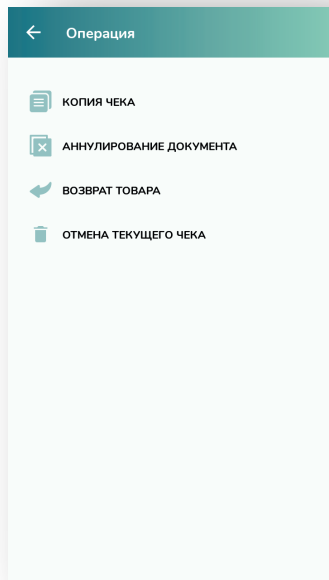 Операция
КОПИЯ ЧЕКА
АННУЛИРОВАНИЕ ДОКУМЕНТА
ВОЗВРАТ ТОВАРА
ОТМЕНА ТЕКУЩЕГО ЧЕКА